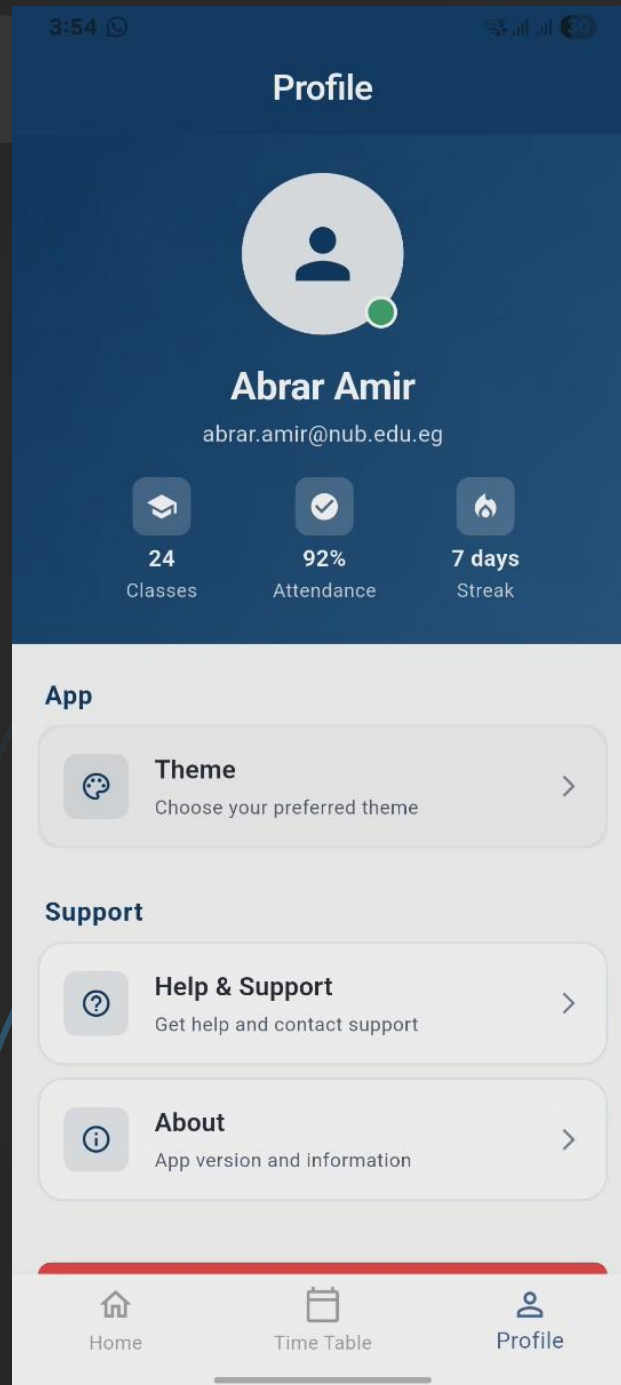 3:54
30
Profile
Abrar Amir
abrar.amir@nub.edu.eg
24 92% 7 days
Classes Attendance Streak
App
Theme
Choose your preferred theme
Support
Help & Support
Get help and contact support
About
App version and information
Home Time Table Profile